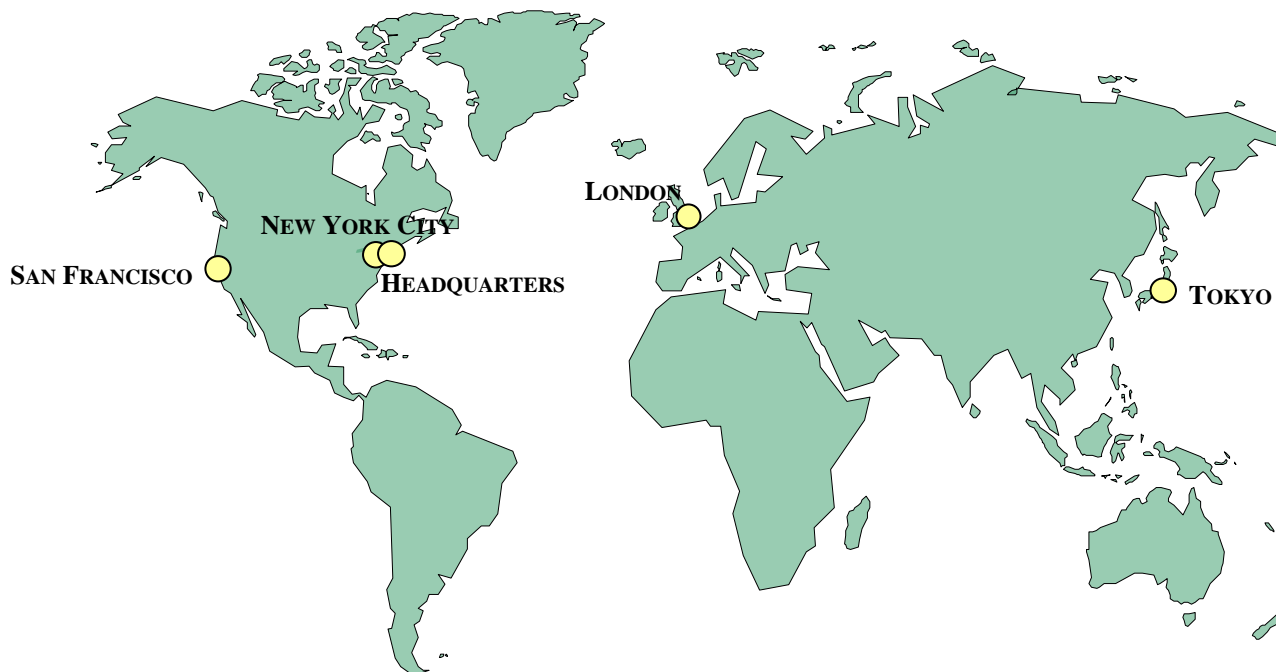 LONDON
NEW YORK CITY
SAN FRANCISCO
HEADQUARTERS
TOKYO